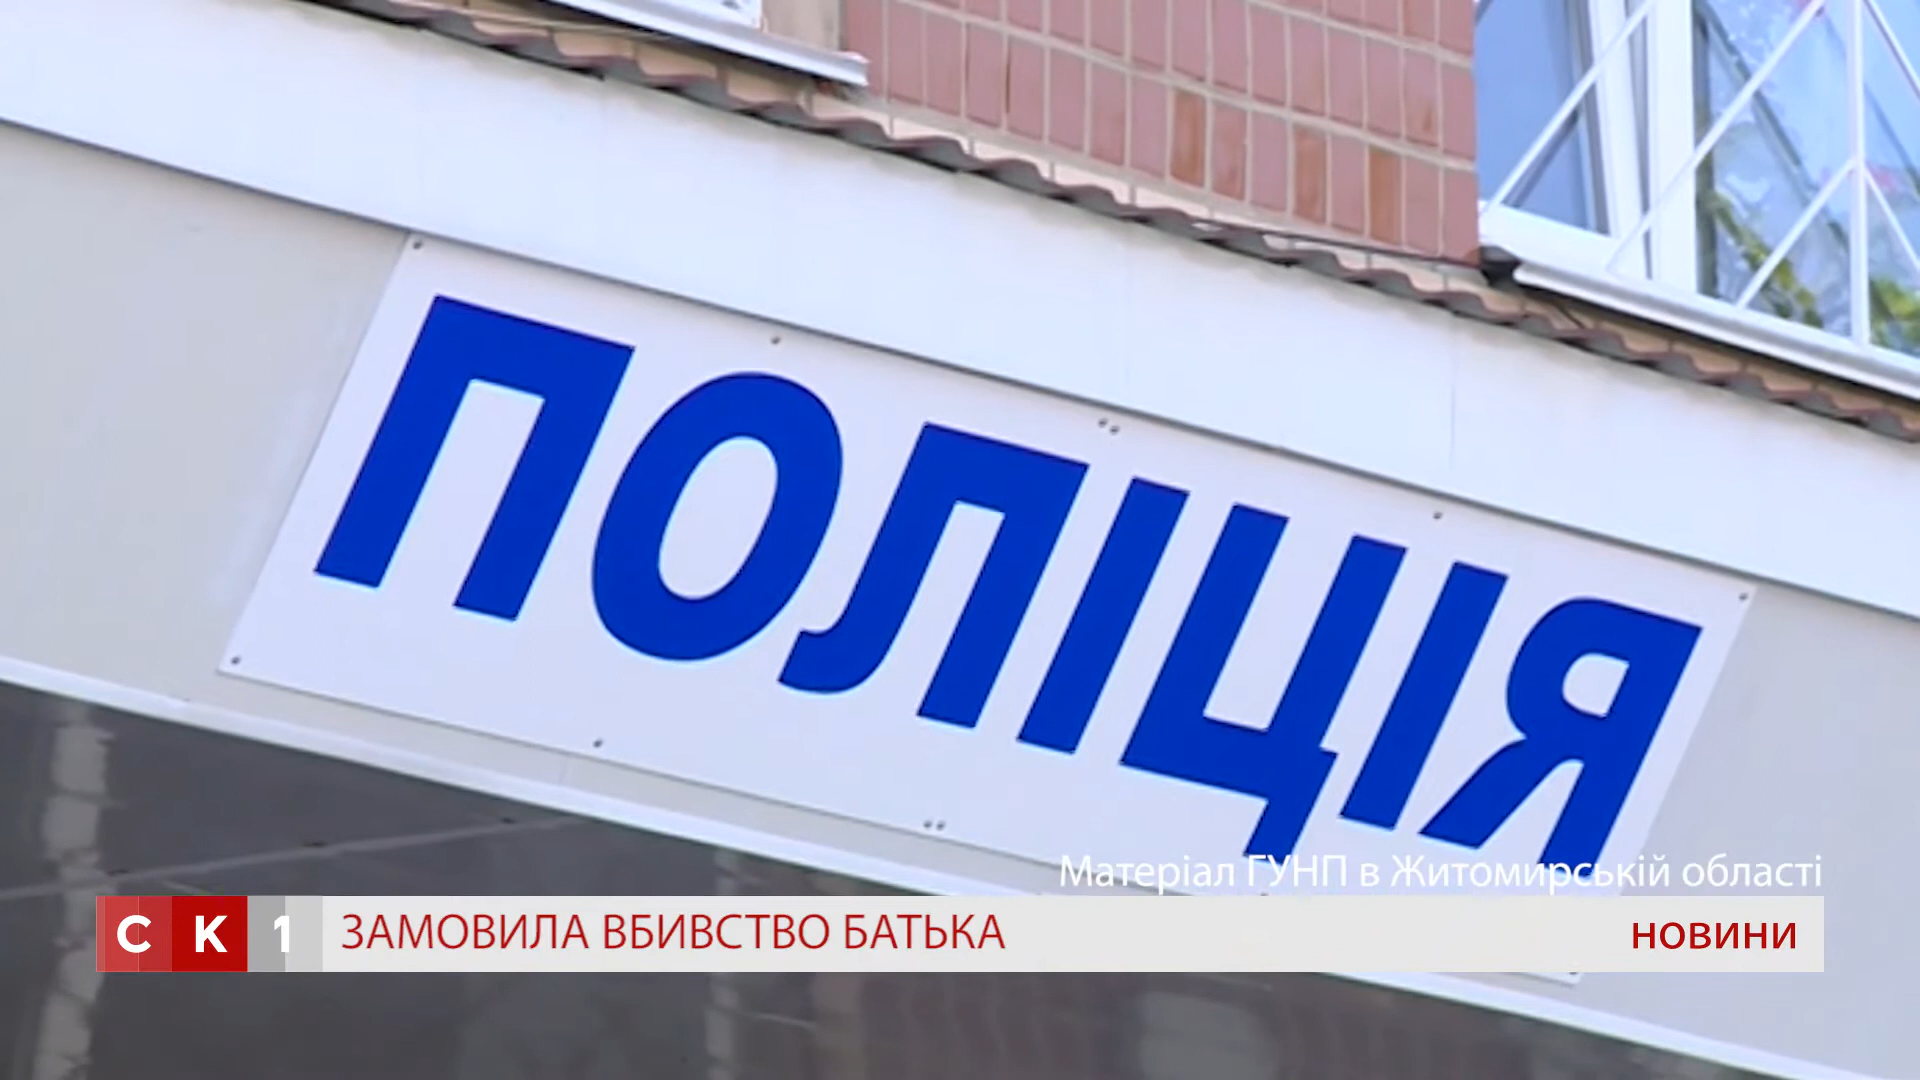 ПОЛІЦІЯ
Матеріал ГУНП в Житомирській області
СК1 ЗАМОВИЛА ВБИВСТВО БАТЬКА НОВИНИ